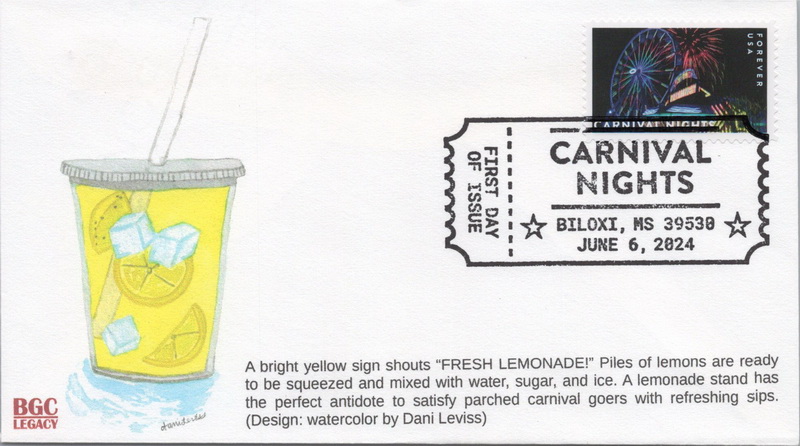 FOREVER
USA
CARNIVAL NIGHTS
FIRST DAY
OF ISSUE
CARNIVAL
NIGHTS
BILOXI, MS 39530
JUNE 6, 2024
A bright yellow sign shouts “FRESH LEMONADE!” Piles of lemons are ready
to be squeezed and mixed with water, sugar, and ice. A lemonade stand has
the perfect antidote to satisfy parched carnival goers with refreshing sips.
(Design: watercolor by Dani Leviss)
BGC
LEGACY